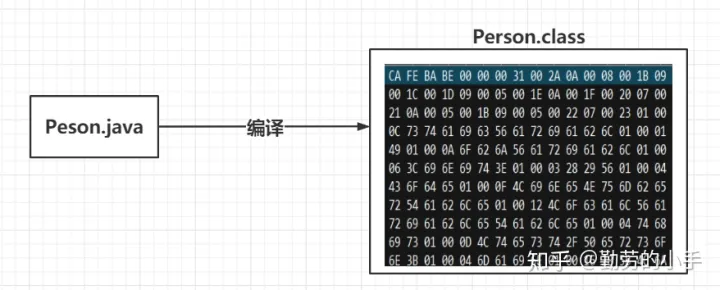 Person.class
CA FE BA BE 00 00 00 31 00 2A 0A 00 08 00 1B 09
00 1C 00 1D 09 00 05 00 1E 0A 00 1F 00 20 07 00
Peson.java
编译
21 0A 00 05 00 1B 09 00 05 00 22 07 00 23 01 00
0C 73 74 61 69 63 56 61 72 69 61 62 6C 01 00 01
49 01 00 0A 6F 62 6A 56 61 72 69 61 62 6C 01 00
06 3C 69 6E 69 74 3E 01 00 03 28 29 56 01 00 04
43 6F 64 65 01 00 0F 4C 69 6E 65 4E 75 6D 62 65
72 54 61 62 6C 65 01 00 12 4C 6F 63 61 6C 56 61
72 69 61 62 6C 65 54 61 62 6C 65 01 00 04 74 68
69 73 01 00 0D 4C 74 65 73 74 2F 50 65 72 73 6F
6E 3B 01 00 04 6D 61 69
知乎 @勤劳的小手